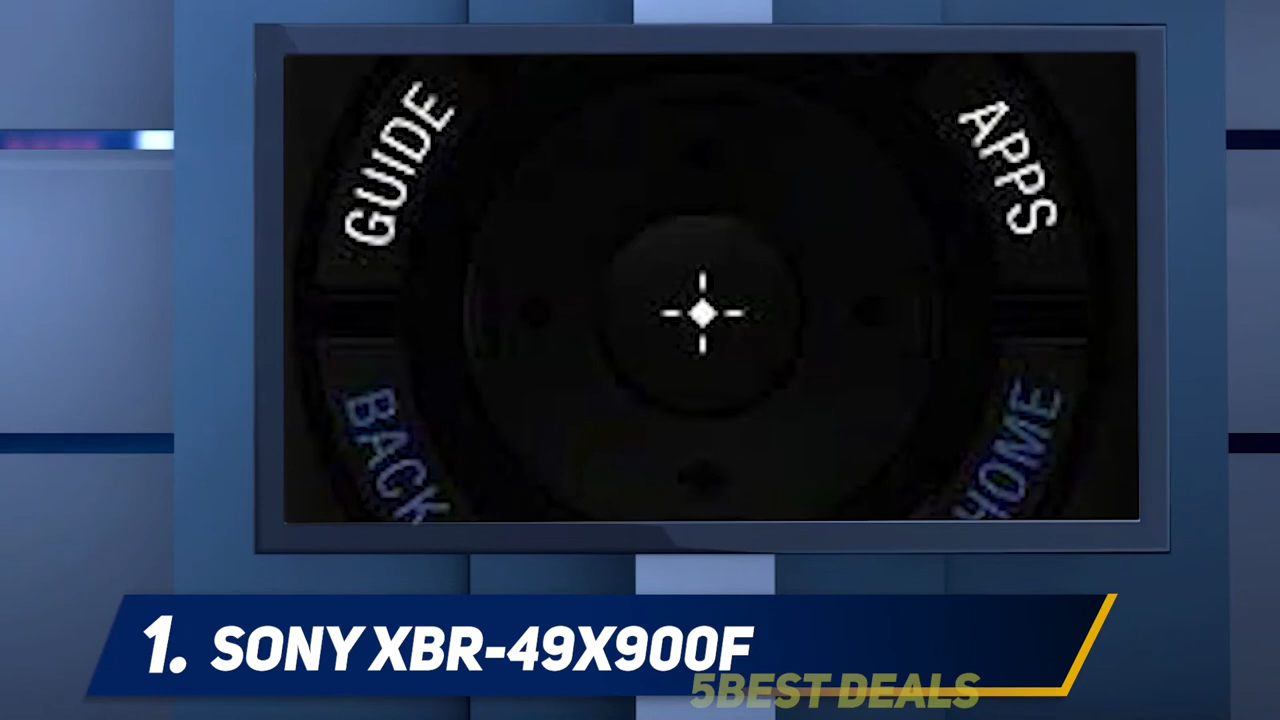 GUIDE
APPS
BACK
HOME
1. SONY XBR-49X900F
5BEST DEALS